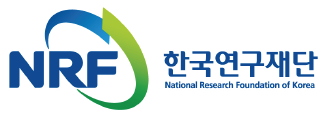 NRF
한국연구재단
National Research Foundation of Korea